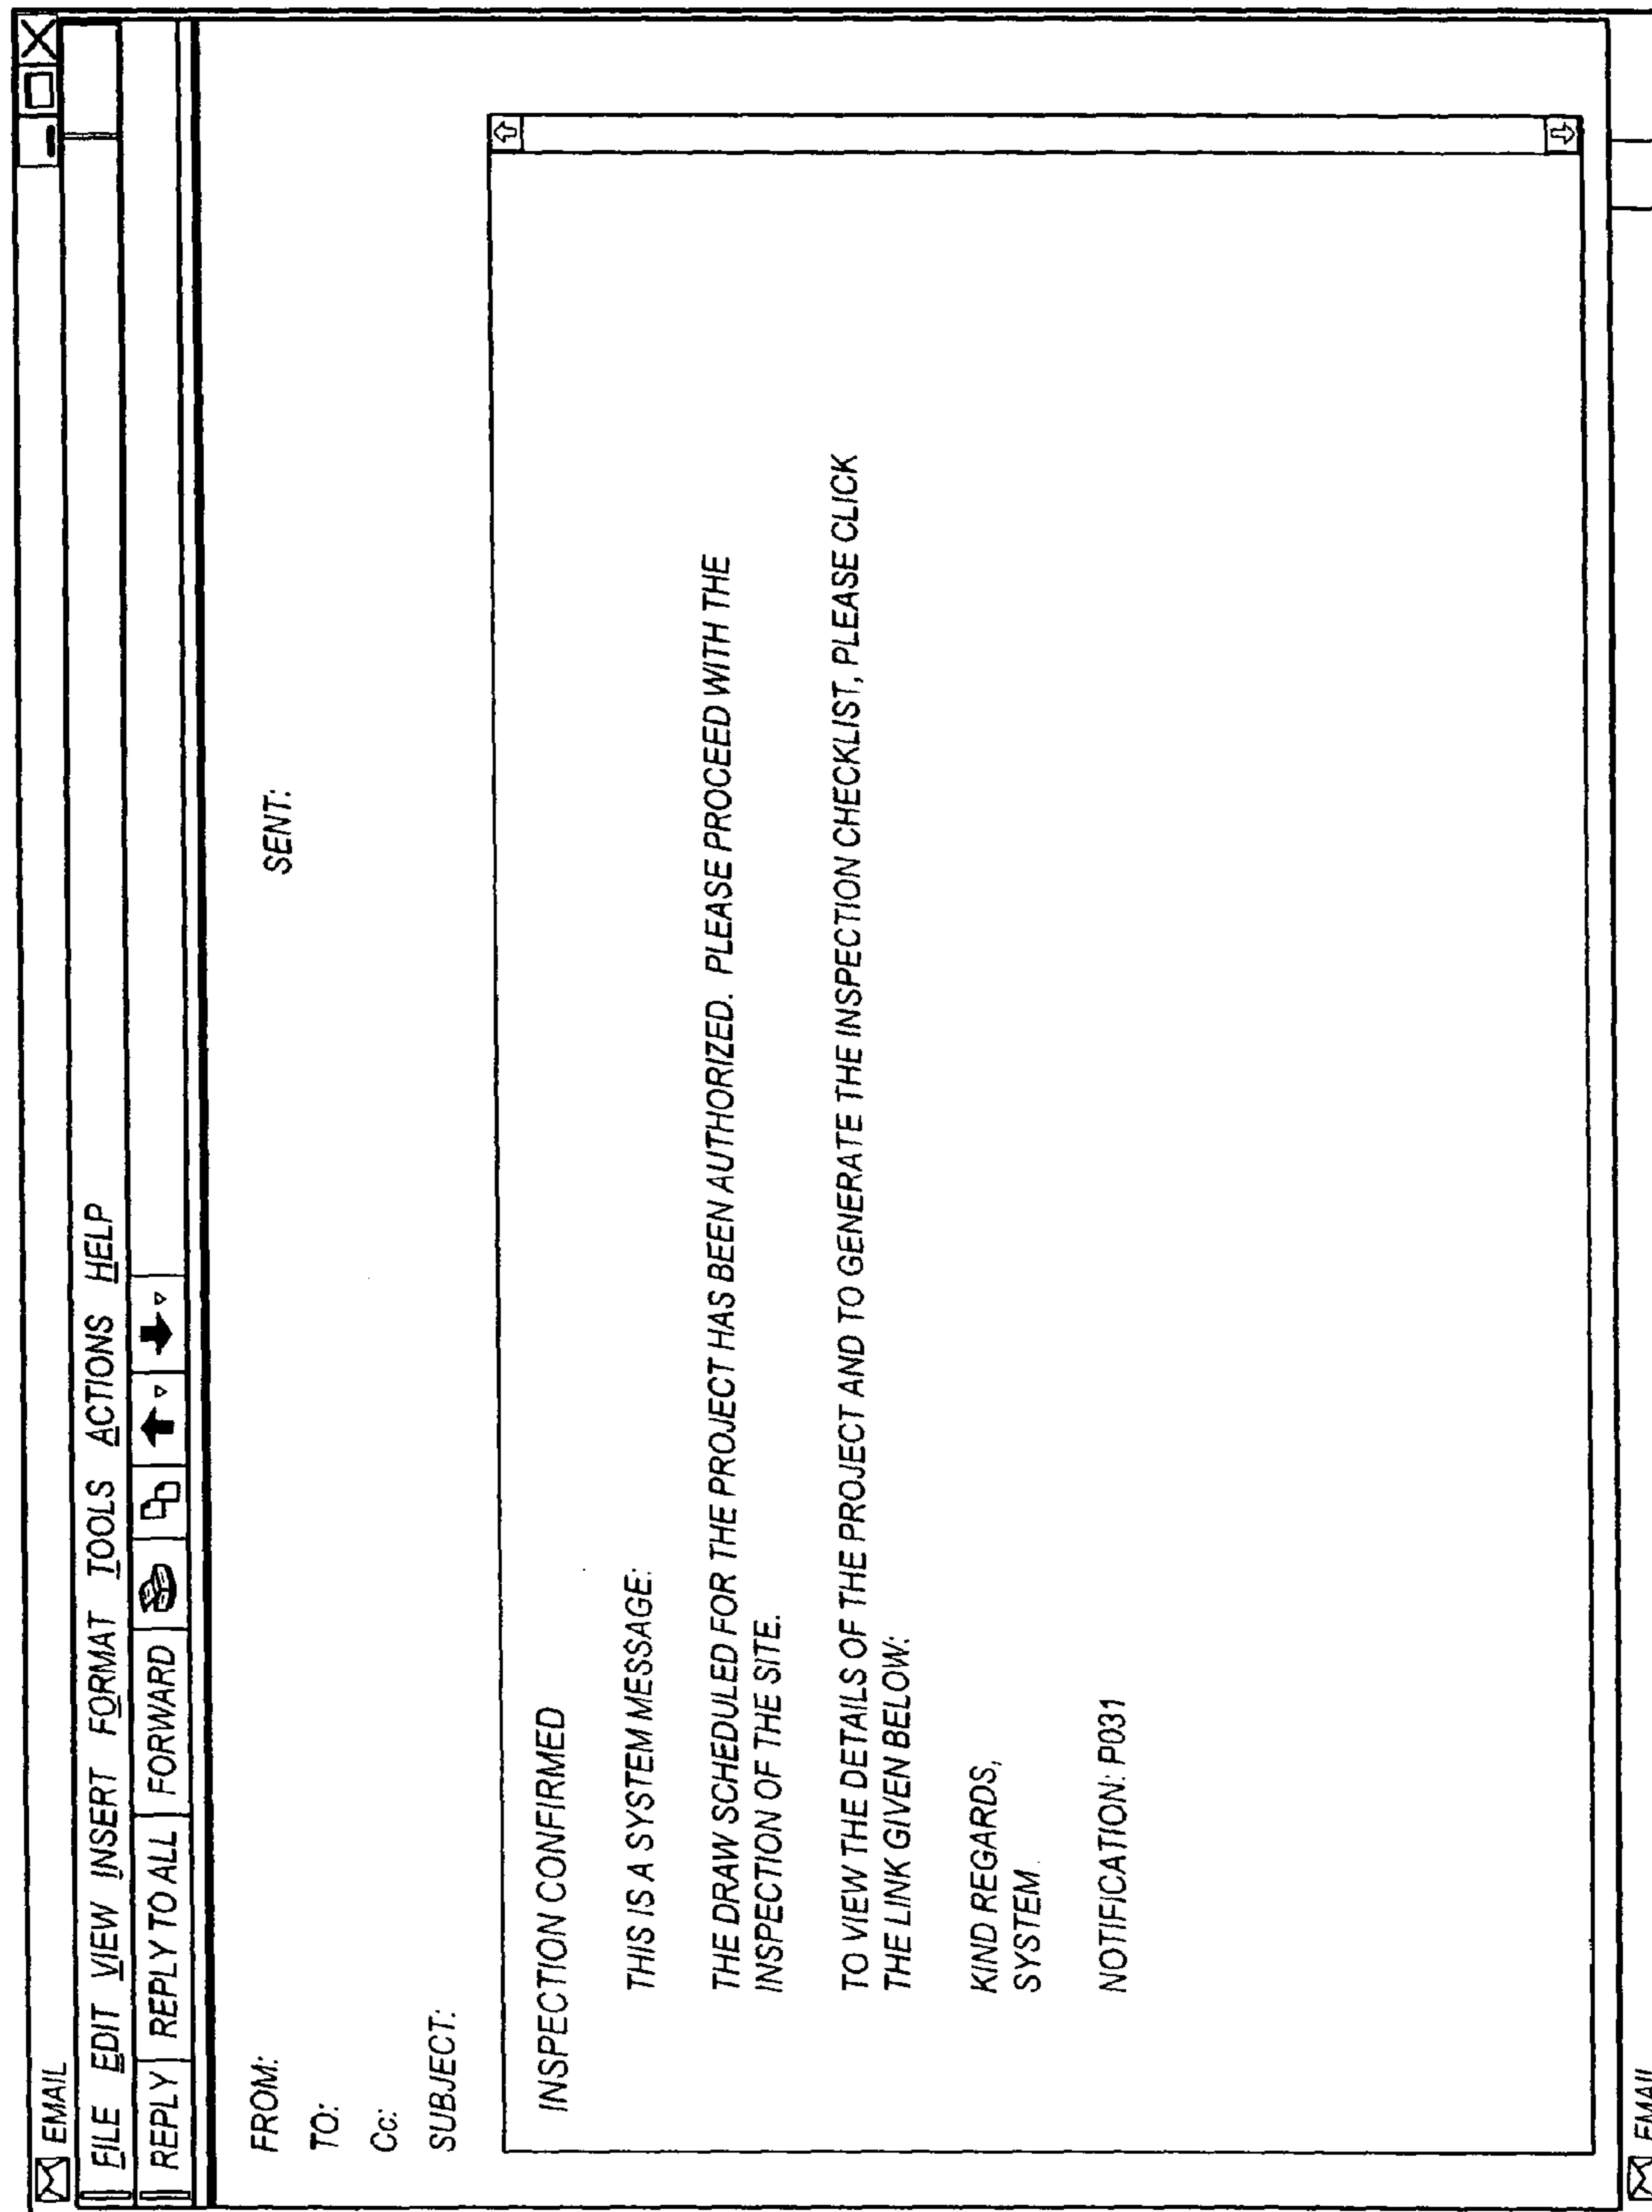 EMAIL
FILE EDIT VIEW INSERT FORMAT TOOLS ACTIONS HELP
REPLY REPLY TO ALL FORWARD
FROM: SENT:
TO:
Cc:
SUBJECT:
INSPECTION CONFIRMED
THIS IS A SYSTEM MESSAGE:
THE DRAW SCHEDULED FOR THE PROJECT HAS BEEN AUTHORIZED. PLEASE PROCEED WITH THE
INSPECTION OF THE SITE.
TO VIEW THE DETAILS OF THE PROJECT AND TO GENERATE THE INSPECTION CHECKLIST, PLEASE CLICK
THE LINK GIVEN BELOW:
KIND REGARDS,
SYSTEM.
NOTIFICATION: P031
EMAIL